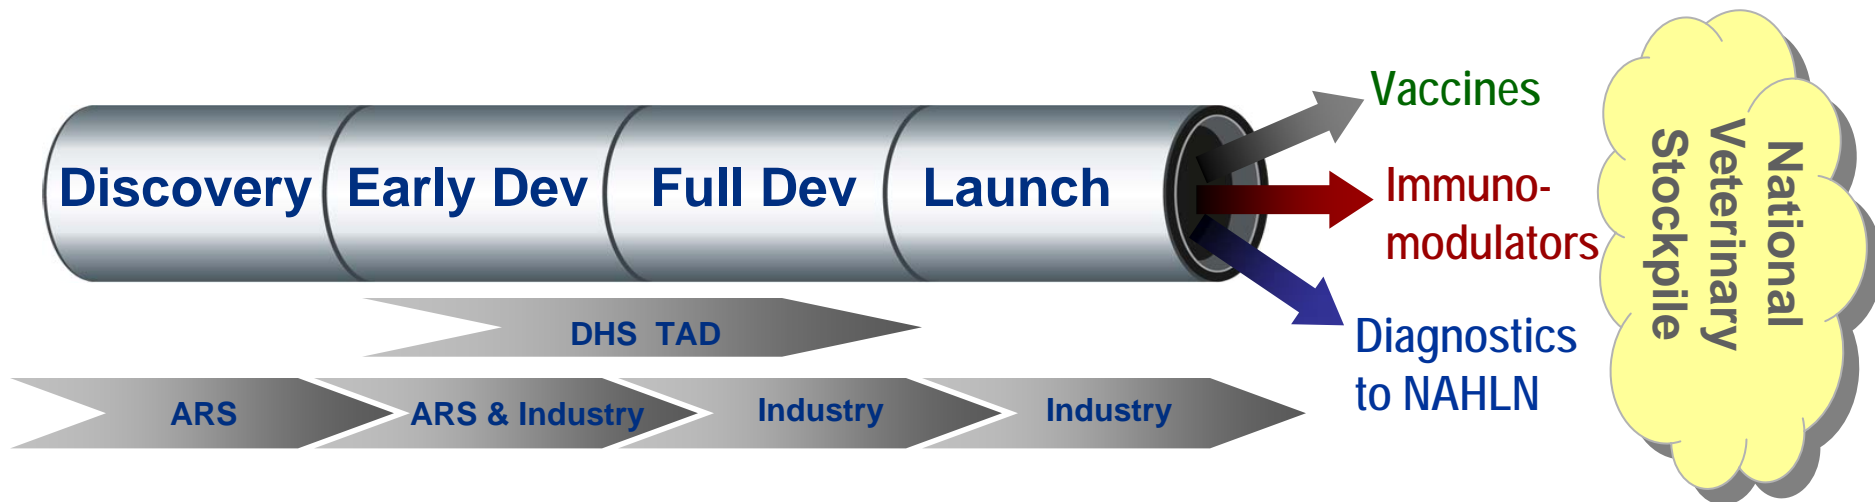 Discovery
Early Dev
Full Dev
Launch
Vaccines
Immuno-
modulators
Diagnostics
to NAHLN
National
Veterinary
Stockpile
DHS TAD
ARS
ARS & Industry
Industry
Industry